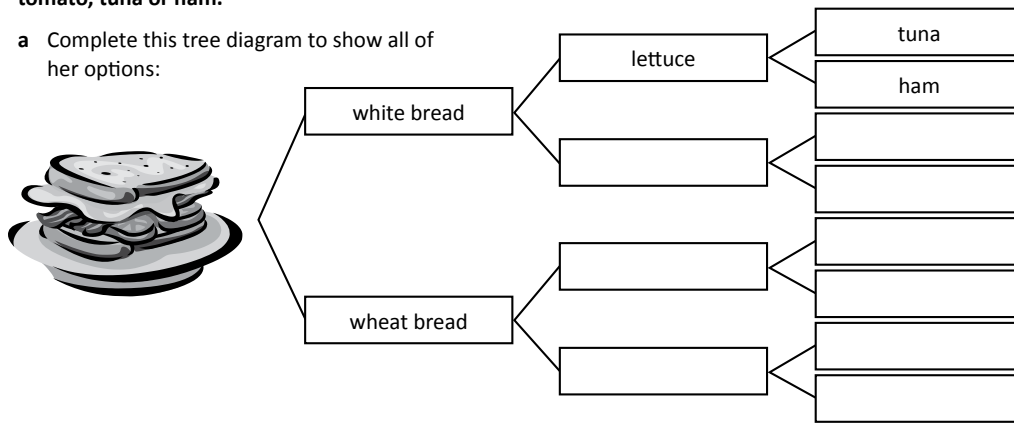 tomato, tuna or ham.
a Complete this tree diagram to show all of
her options:
white bread
wheat bread
lettuce
tuna
ham